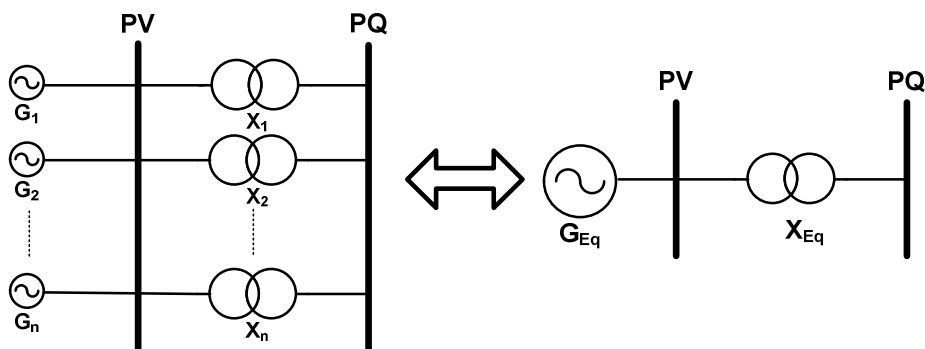 PV PQ
G1
X1
G2
X2
Gn
Xn
PV PQ
GEq
XEq